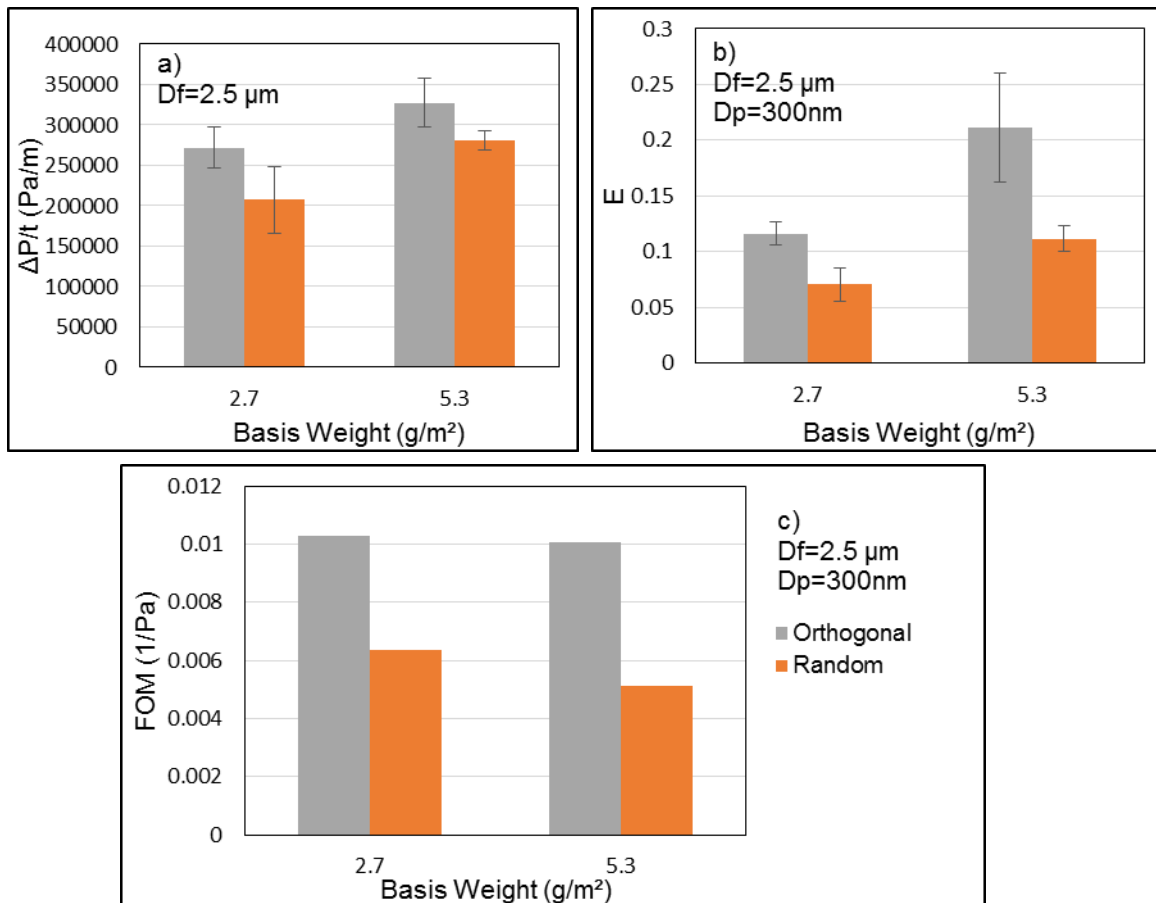 a)
Df=2.5 µm
400000
350000
300000
250000
200000
150000
100000
50000
0
ΔP/t (Pa/m)
2.7 5.3
Basis Weight (g/m²)
b)
Df=2.5 µm
Dp=300nm
0.3
0.25
0.2
0.15
0.1
0.05
0
E
2.7 5.3
Basis Weight (g/m²)
0.012
0.01
0.008
0.006
0.004
0.002
0
FOM (1/Pa)
2.7 5.3
Basis Weight (g/m²)
c)
Df=2.5 µm
Dp=300nm
Orthogonal
Random